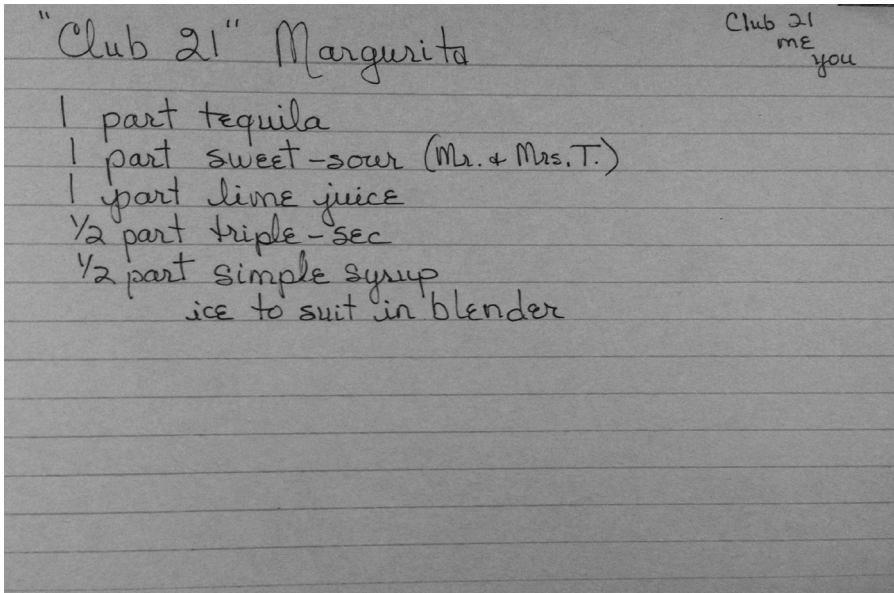 "Club 21" Margurita
Club 21
me
you
1 part tequila
1 part sweet-sour (Mr. & Mrs. T.)
1 part lime juice
1/2 part triple-sec
1/2 part simple syrup
ice to suit in blender